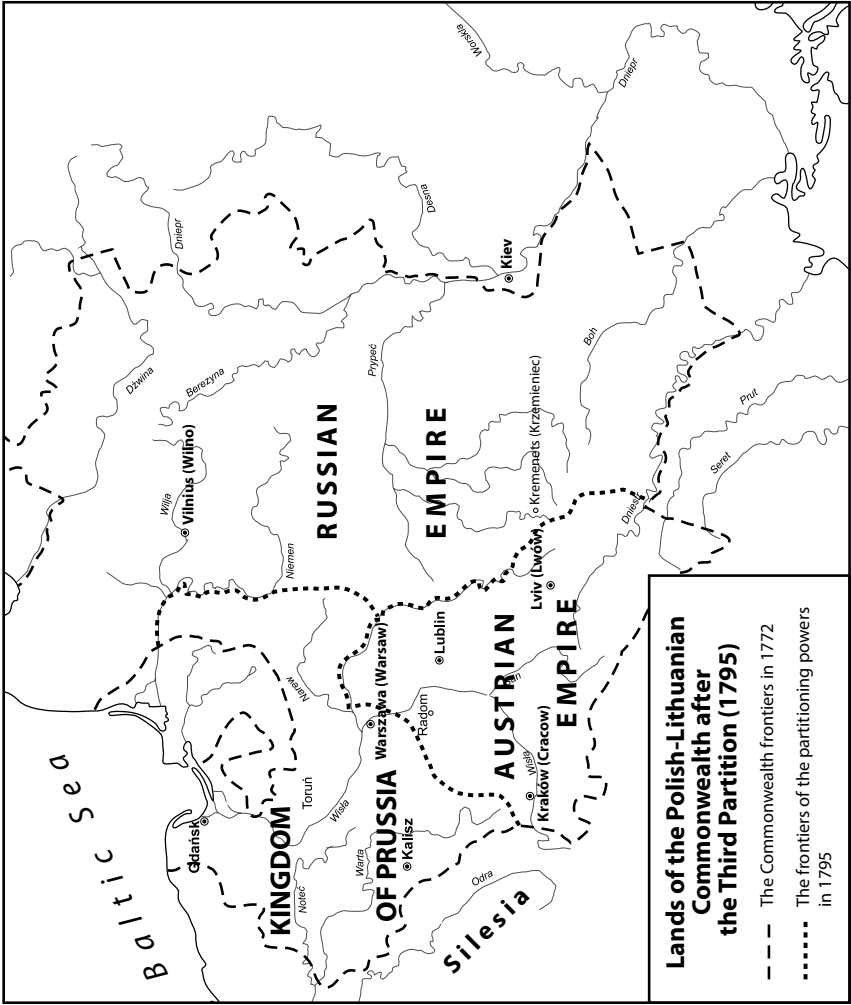 Baltic Sea
Gdańsk
KINGDOM
OF PRUSSIA
Toruń
Noteć
Warta
Kalisz
Odra
Silesia
Wisła
Narew
Warszawa (Warsaw)
Radom
Lublin
AUSTRIAN
EMPIRE
San
Wisła
Kraków (Cracow)
Lviv (Lwów)
Kremenets (Krzemieniec)
RUSSIAN
EMPIRE
Niemen
Wilja
Vilnius (Wilno)
Dźwina
Berezyna
Prypeć
Dniepr
Desna
Kiev
Worskla
Dniepr
Boh
Dniestr
Seret
Prut
Lands of the Polish-Lithuanian
Commonwealth after
the Third Partition (1795)
The Commonwealth frontiers in 1772
The frontiers of the partitioning powers
in 1795